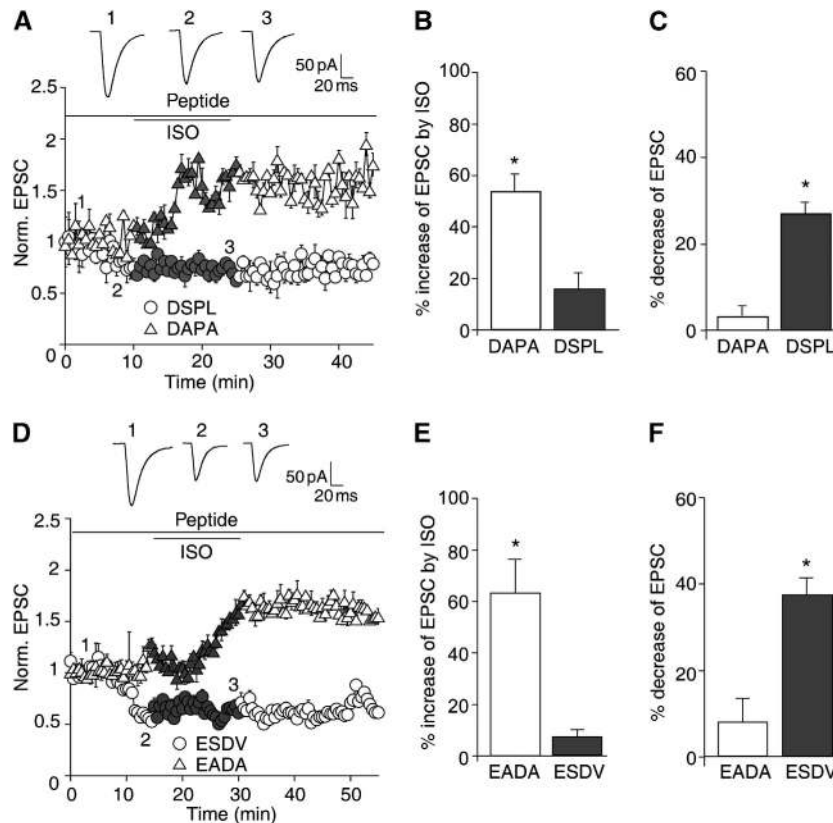 A
1 2 3
50 pA
20 ms
2.5
Peptide
ISO
2
1.5
1
0.5
0
Norm. EPSC
1
2
3
DSPL
DAPA
0 10 20 30 40
Time (min)
B
100
80
60
40
20
0
% increase of EPSC by ISO
*
DAPA DSPL
C
60
40
20
0
% decrease of EPSC
*
DAPA DSPL
D
1 2 3
50 pA
20 ms
2.5
Peptide
ISO
2
1.5
1
0.5
0
Norm. EPSC
1
2
3
ESDV
EADA
0 10 20 30 40 50
Time (min)
E
100
80
60
40
20
0
% increase of EPSC by ISO
*
EADA ESDV
F
60
40
20
0
% decrease of EPSC
*
EADA ESDV